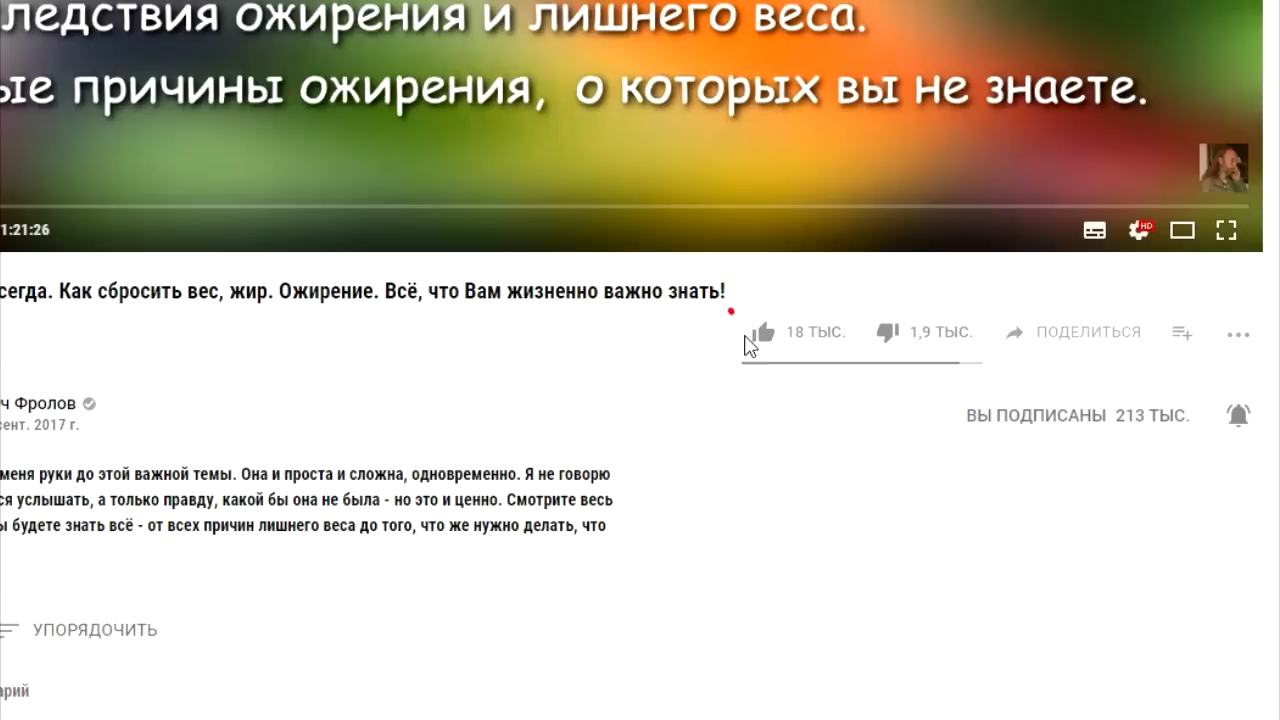 ледствия ожирения и лишнего веса.
ые причины ожирения, о которых вы не знаете.
1:21:26
HD
сегда. Как сбросить вес, жир. Ожирение. Всё, что Вам жизненно важно знать!
18 ТЫС. 1,9 ТЫС. ПОДЕЛИТЬСЯ
ч Фролов
сент. 2017 г.
ВЫ ПОДПИСАНЫ 213 ТЫС.
меня руки до этой важной темы. Она и проста и сложна, одновременно. Я не говорю
ся услышать, а только правду, какой бы она не была - но это и ценно. Смотрите весь
ы будете знать всё - от всех причин лишнего веса до того, что же нужно делать, что
УПОРЯДОЧИТЬ
арий